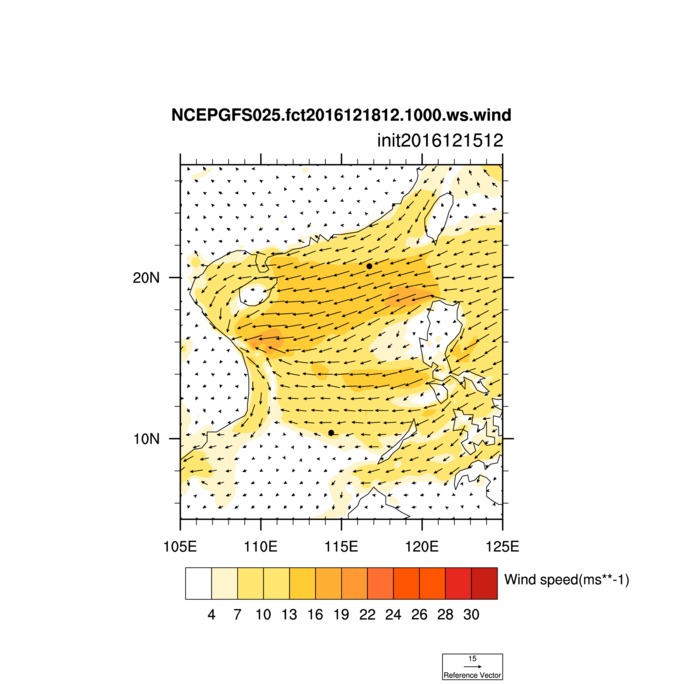 NCEPGFS025.fct2016121812.1000.ws.wind
init2016121512
20N
10N
105E 110E 115E 120E 125E
Wind speed(ms**-1)
4 7 10 13 16 19 22 24 26 28 30
15
Reference Vector